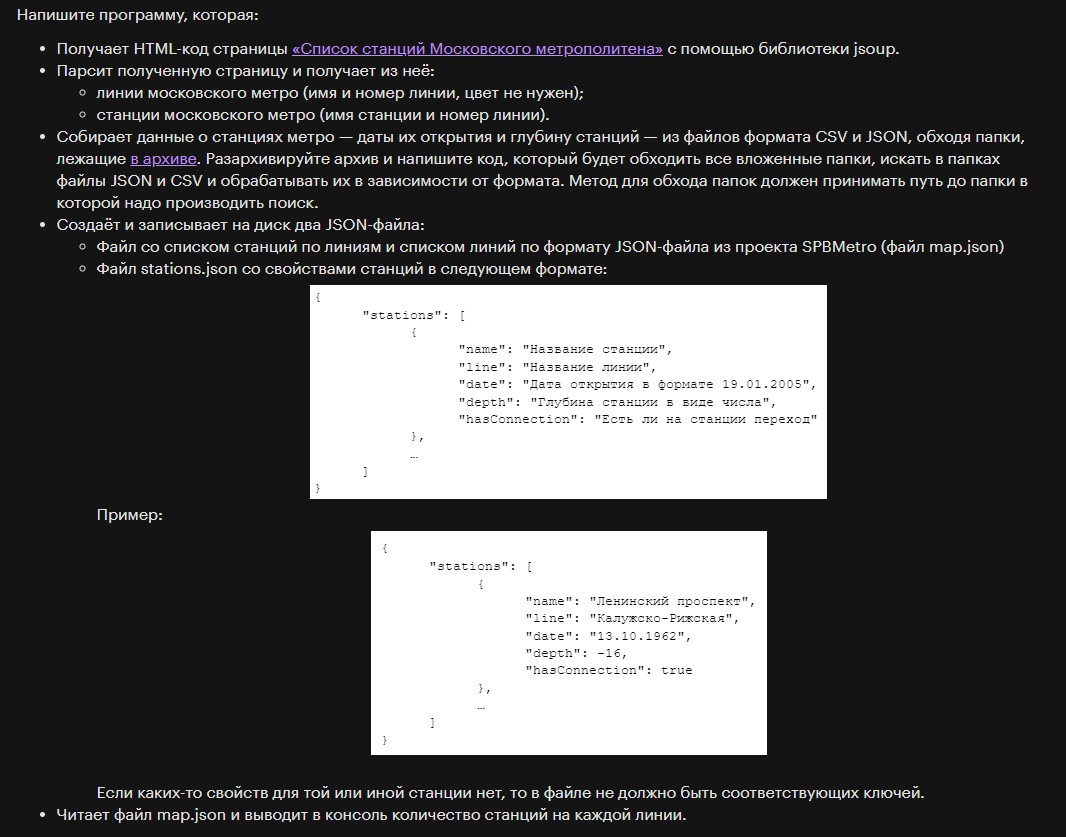 Напишите программу, которая:
• Получает HTML-код страницы «Список станций Московского метрополитена» с помощью библиотеки jsoup.
• Парсит полученную страницу и получает из неё:
◦ линии московского метро (имя и номер линии, цвет не нужен);
◦ станции московского метро (имя станции и номер линии).
• Собирает данные о станциях метро — даты их открытия и глубину станций — из файлов формата CSV и JSON, обходя папки,
лежащие в архиве. Разархивируйте архив и напишите код, который будет обходить все вложенные папки, искать в папках
файлы JSON и CSV и обрабатывать их в зависимости от формата. Метод для обхода папок должен принимать путь до папки в
которой надо производить поиск.
• Создаёт и записывает на диск два JSON-файла:
◦ Файл со списком станций по линиям и списком линий по формату JSON-файла из проекта SPBMetro (файл map.json)
◦ Файл stations.json со свойствами станций в следующем формате:
{
"stations": [
{
"name": "Название станции",
"line": "Название линии",
"date": "Дата открытия в формате 19.01.2005",
"depth": "Глубина станции в виде числа",
"hasConnection": "Есть ли на станции переход"
},
…
]
}
Пример:
{
"stations": [
{
"name": "Ленинский проспект",
"line": "Калужско-Рижская",
"date": "13.10.1962",
"depth": -16,
"hasConnection": true
},
…
]
}
Если каких-то свойств для той или иной станции нет, то в файле не должно быть соответствующих ключей.
• Читает файл map.json и выводит в консоль количество станций на каждой линии.